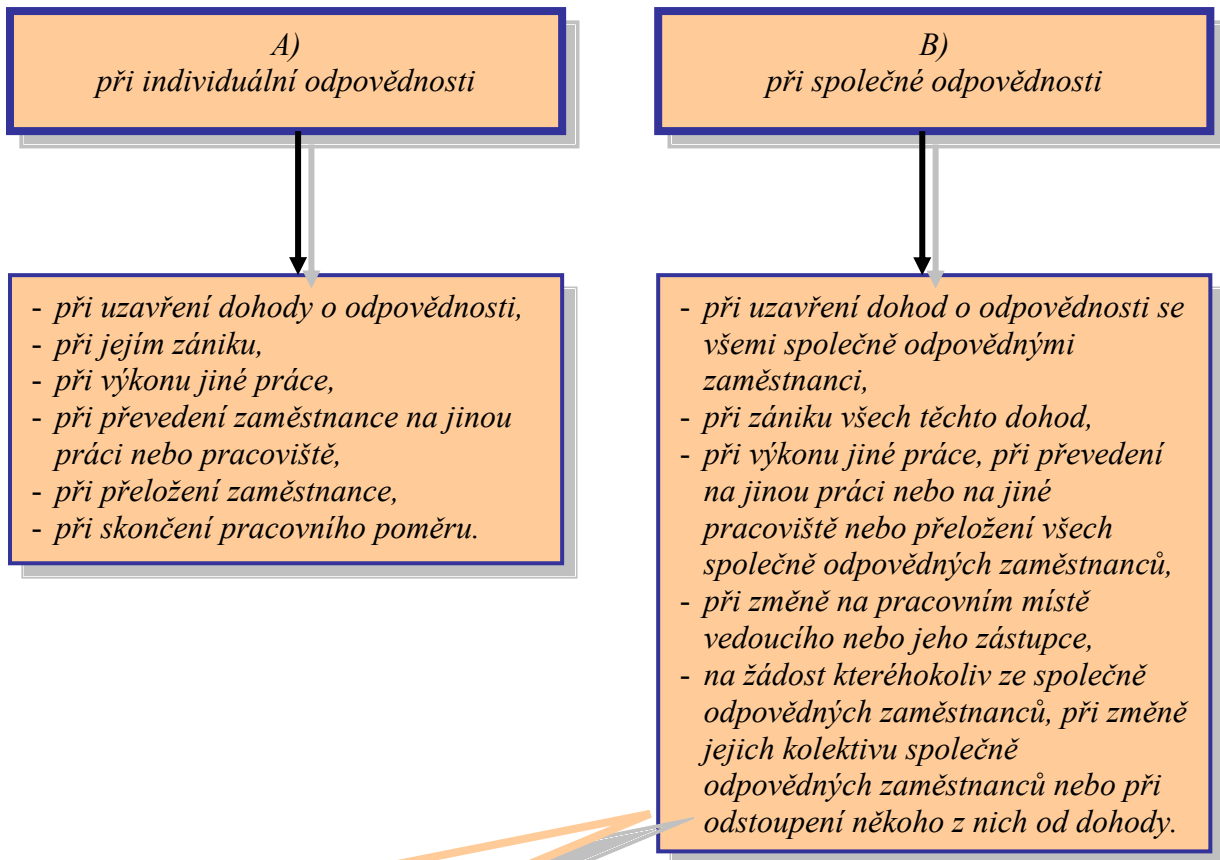 A)
při individuální odpovědnosti
B)
při společné odpovědnosti
- při uzavření dohody o odpovědnosti,
- při jejím zániku,
- při výkonu jiné práce,
- při převedení zaměstnance na jinou
práci nebo pracoviště,
- při přeložení zaměstnance,
- při skončení pracovního poměru.
- při uzavření dohod o odpovědnosti se
všemi společně odpovědnými
zaměstnanci,
- při zániku všech těchto dohod,
- při výkonu jiné práce, při převedení
na jinou práci nebo na jiné
pracoviště nebo přeložení všech
společně odpovědných zaměstnanců,
- při změně na pracovním místě
vedoucího nebo jeho zástupce,
- na žádost kteréhokoliv ze společně
odpovědných zaměstnanců, při změně
jejich kolektivu společně
odpovědných zaměstnanců nebo při
odstoupení někoho z nich od dohody.